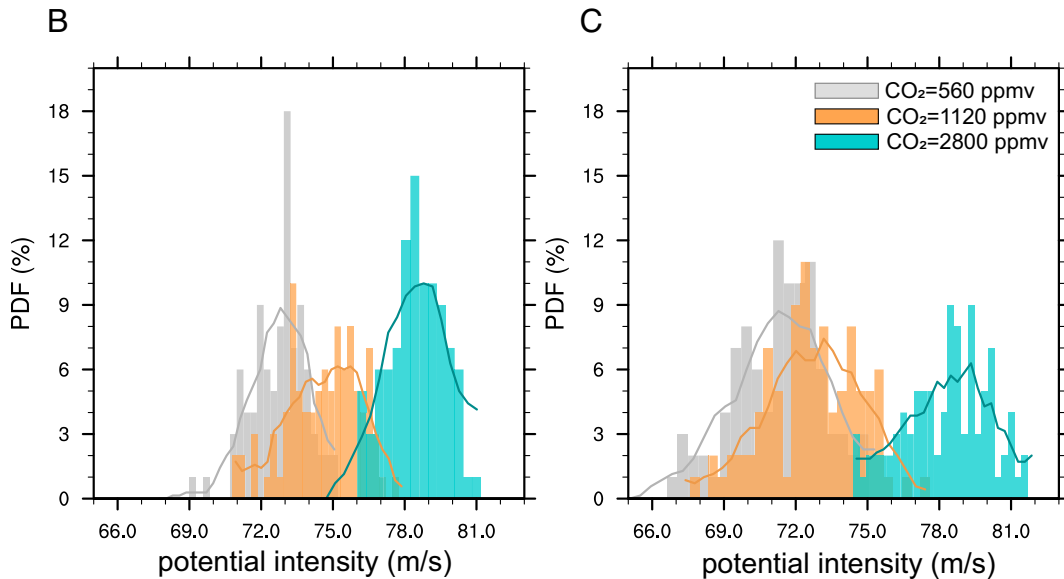 B
C
CO₂=560 ppmv
CO₂=1120 ppmv
CO₂=2800 ppmv
PDF (%)
18
15
12
9
6
3
0
66.0 69.0 72.0 75.0 78.0 81.0
potential intensity (m/s)
PDF (%)
18
15
12
9
6
3
0
66.0 69.0 72.0 75.0 78.0 81.0
potential intensity (m/s)